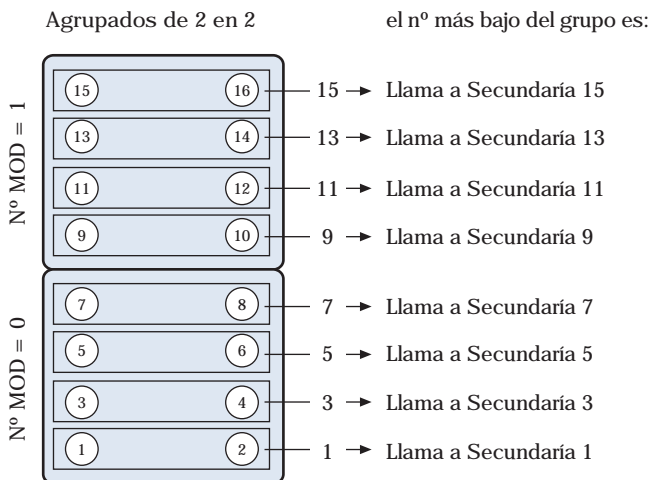 Agrupados de 2 en 2
el nº más bajo del grupo es:
Nº MOD = 1
15 16 15 Llama a Secundaría 15
13 14 13 Llama a Secundaría 13
11 12 11 Llama a Secundaría 11
9 10 9 Llama a Secundaría 9
Nº MOD = 0
7 8 7 Llama a Secundaría 7
5 6 5 Llama a Secundaría 5
3 4 3 Llama a Secundaría 3
1 2 1 Llama a Secundaría 1